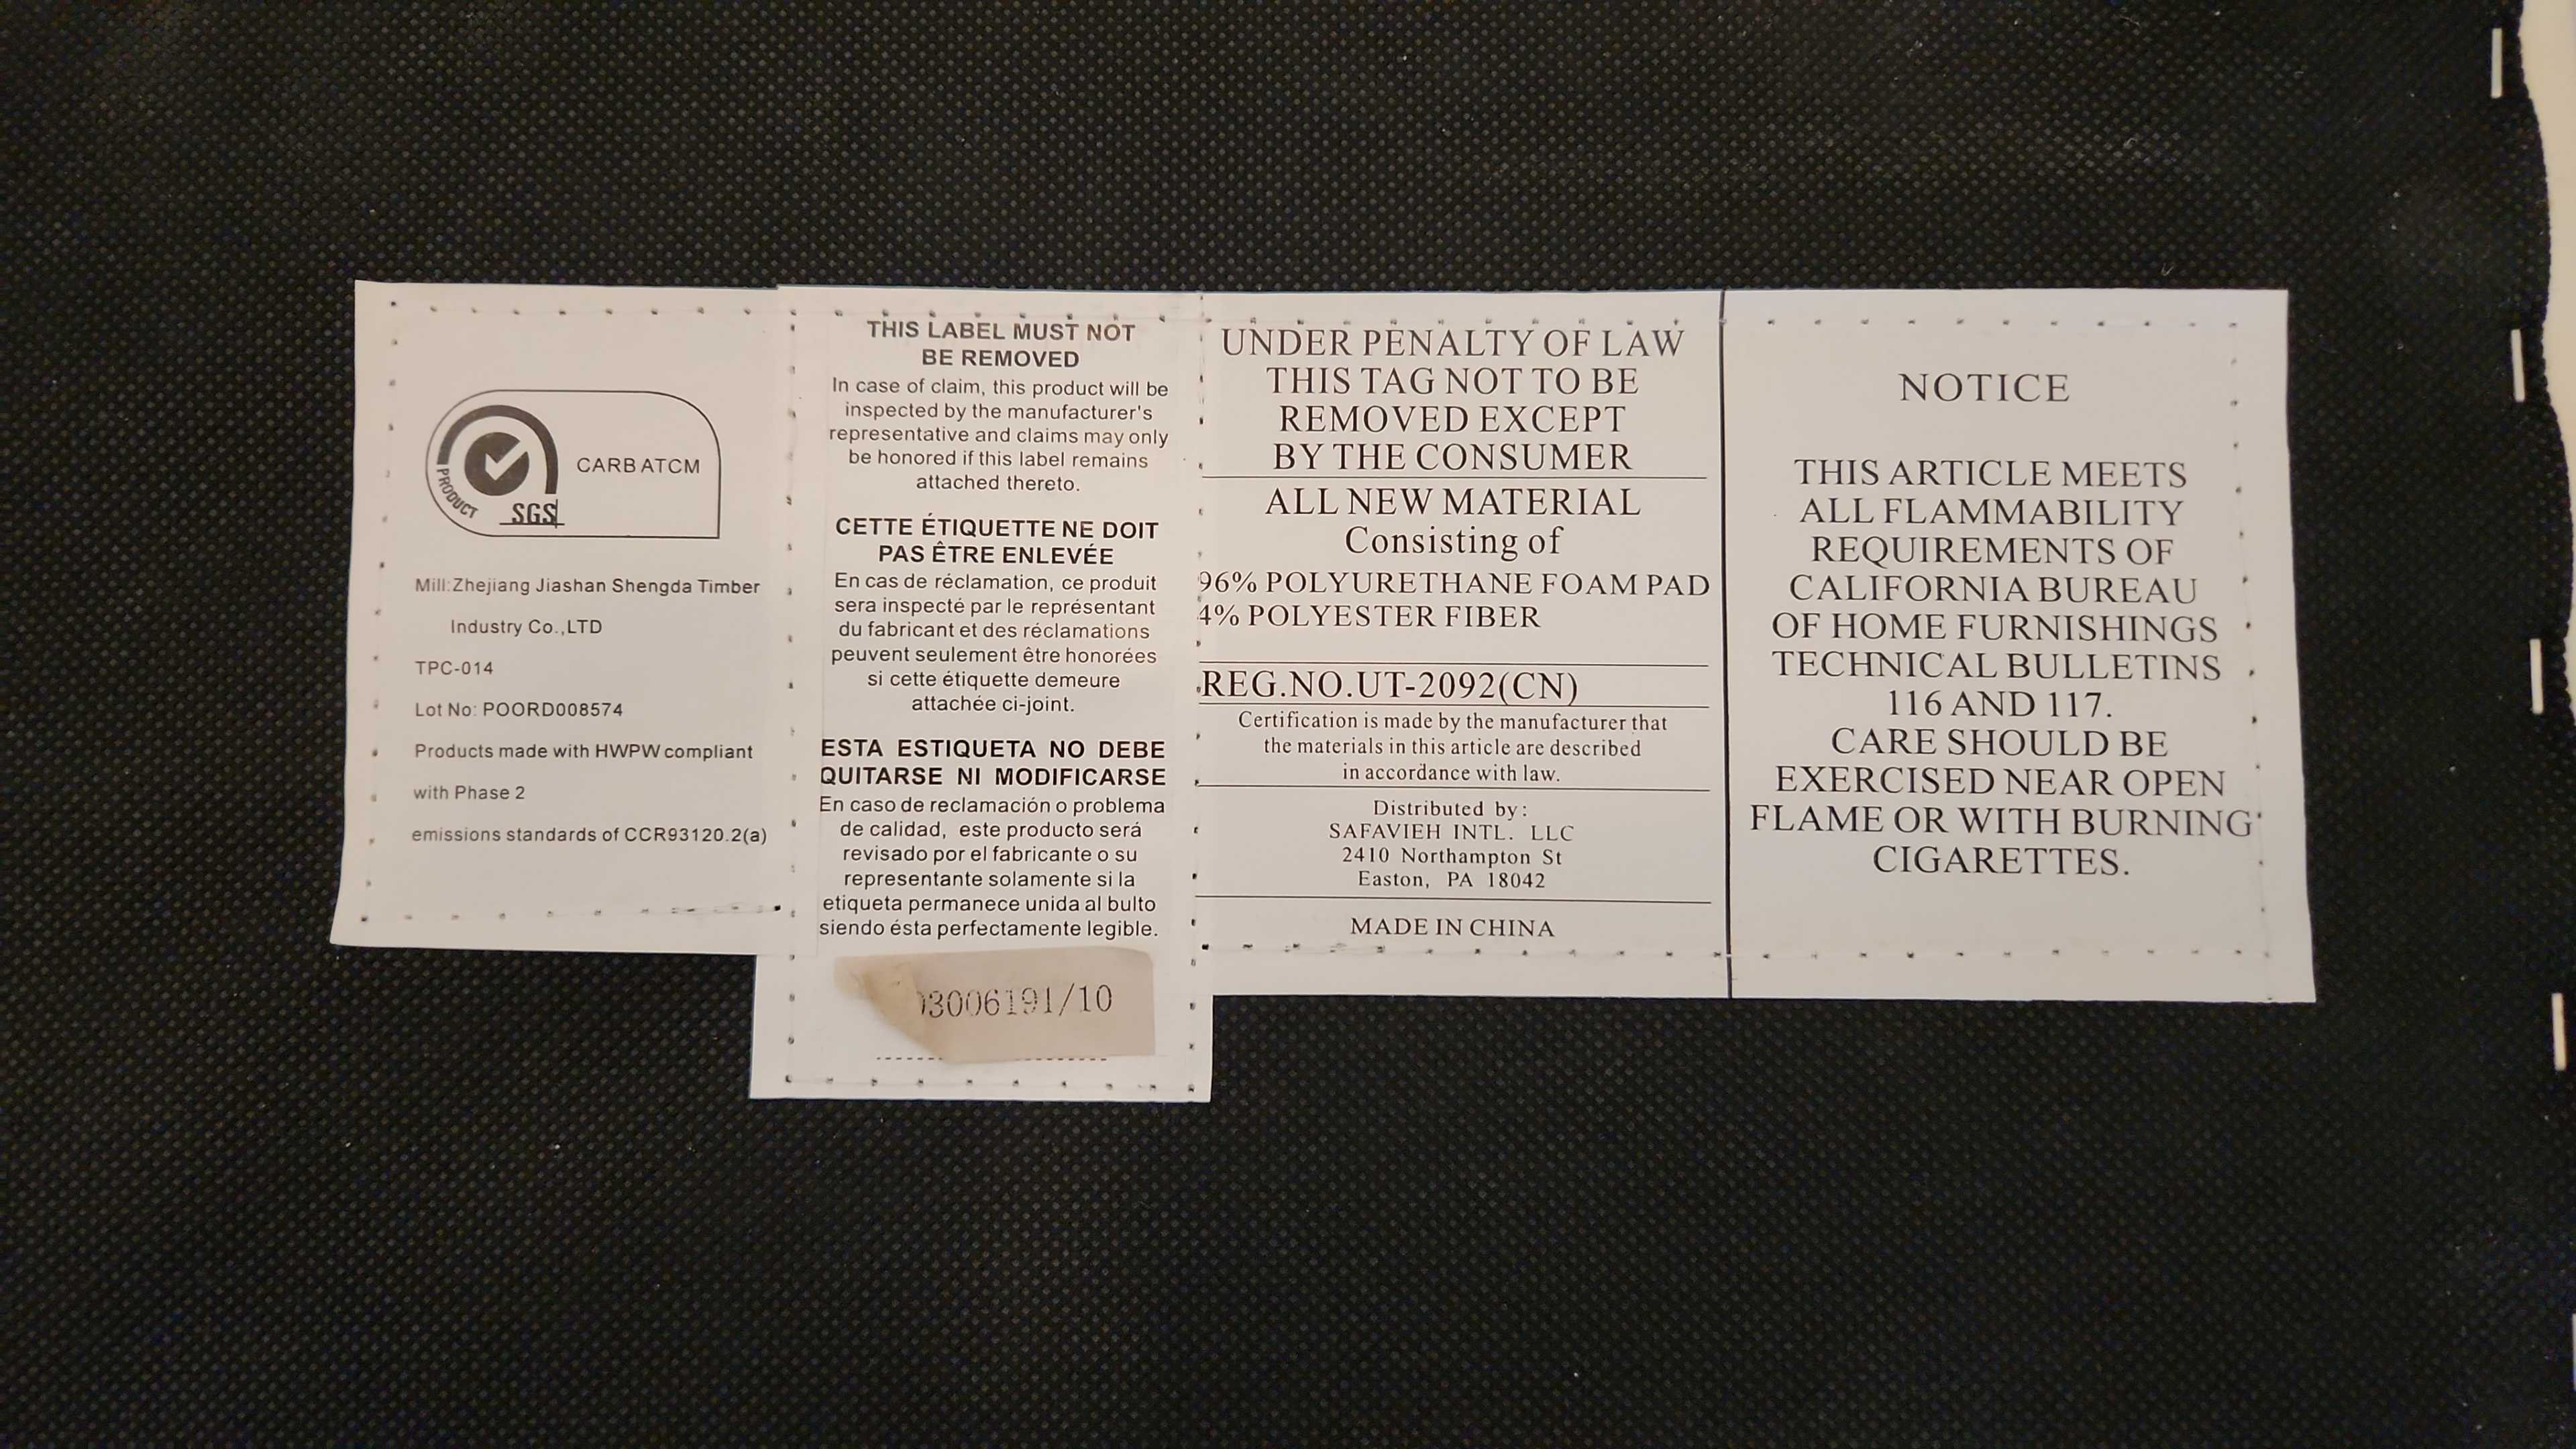 PRODUCT
SGS
CARB ATCM
Mill:Zhejiang Jiashan Shengda Timber
Industry Co.,LTD
TPC-014
Lot No: POORD008574
Products made with HWPW compliant
with Phase 2
emissions standards of CCR93120.2(a)
THIS LABEL MUST NOT
BE REMOVED
In case of claim, this product will be
inspected by the manufacturer's
representative and claims may only
be honored if this label remains
attached thereto.
CETTE ÉTIQUETTE NE DOIT
PAS ÊTRE ENLEVÉE
En cas de réclamation, ce produit
sera inspecté par le représentant
du fabricant et des réclamations
peuvent seulement être honorées
si cette étiquette demeure
attachée ci-joint.
ESTA ESTIQUETA NO DEBE
QUITARSE NI MODIFICARSE
En caso de reclamación o problema
de calidad, este producto será
revisado por el fabricante o su
representante solamente si la
etiqueta permanece unida al bulto
siendo ésta perfectamente legible.
3006191/10
UNDER PENALTY OF LAW
THIS TAG NOT TO BE
REMOVED EXCEPT
BY THE CONSUMER
ALL NEW MATERIAL
Consisting of
96% POLYURETHANE FOAM PAD
4% POLYESTER FIBER
REG.NO.UT-2092(CN)
Certification is made by the manufacturer that
the materials in this article are described
in accordance with law.
Distributed by:
SAFAVIEH INTL. LLC
2410 Northampton St
Easton, PA 18042
MADE IN CHINA
NOTICE
THIS ARTICLE MEETS
ALL FLAMMABILITY
REQUIREMENTS OF
CALIFORNIA BUREAU
OF HOME FURNISHINGS
TECHNICAL BULLETINS
116 AND 117.
CARE SHOULD BE
EXERCISED NEAR OPEN
FLAME OR WITH BURNING
CIGARETTES.